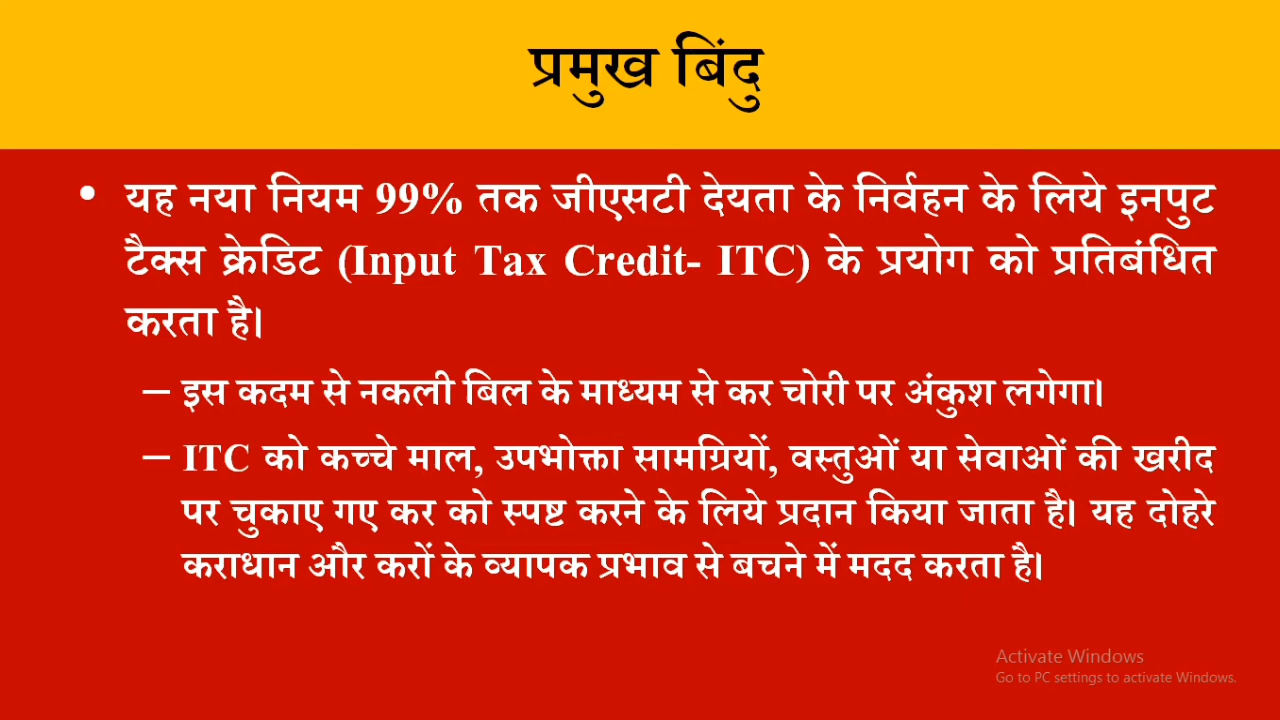 प्रमुख बिंदु
• यह नया नियम 99% तक जीएसटी देयता के निर्वहन के लिये इनपुट
टैक्स क्रेडिट (Input Tax Credit- ITC) के प्रयोग को प्रतिबंधित
करता है।
– इस कदम से नकली बिल के माध्यम से कर चोरी पर अंकुश लगेगा।
– ITC को कच्चे माल, उपभोक्ता सामग्रियों, वस्तुओं या सेवाओं की खरीद
पर चुकाए गए कर को स्पष्ट करने के लिये प्रदान किया जाता है। यह दोहरे
कराधान और करों के व्यापक प्रभाव से बचने में मदद करता है।
Activate Windows
Go to PC settings to activate Windows.